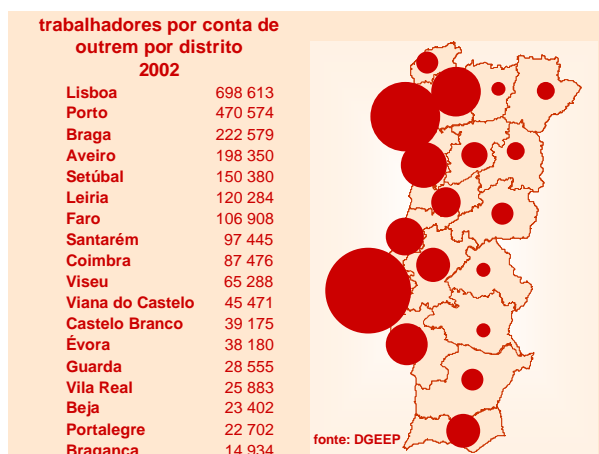 trabalhadores por conta de
outrem por distrito
2002
Lisboa 698 613
Porto 470 574
Braga 222 579
Aveiro 198 350
Setúbal 150 380
Leiria 120 284
Faro 106 908
Santarém 97 445
Coimbra 87 476
Viseu 65 288
Viana do Castelo 45 471
Castelo Branco 39 175
Évora 38 180
Guarda 28 555
Vila Real 25 883
Beja 23 402
Portalegre 22 702
Bragança 14 934
fonte: DGEEP